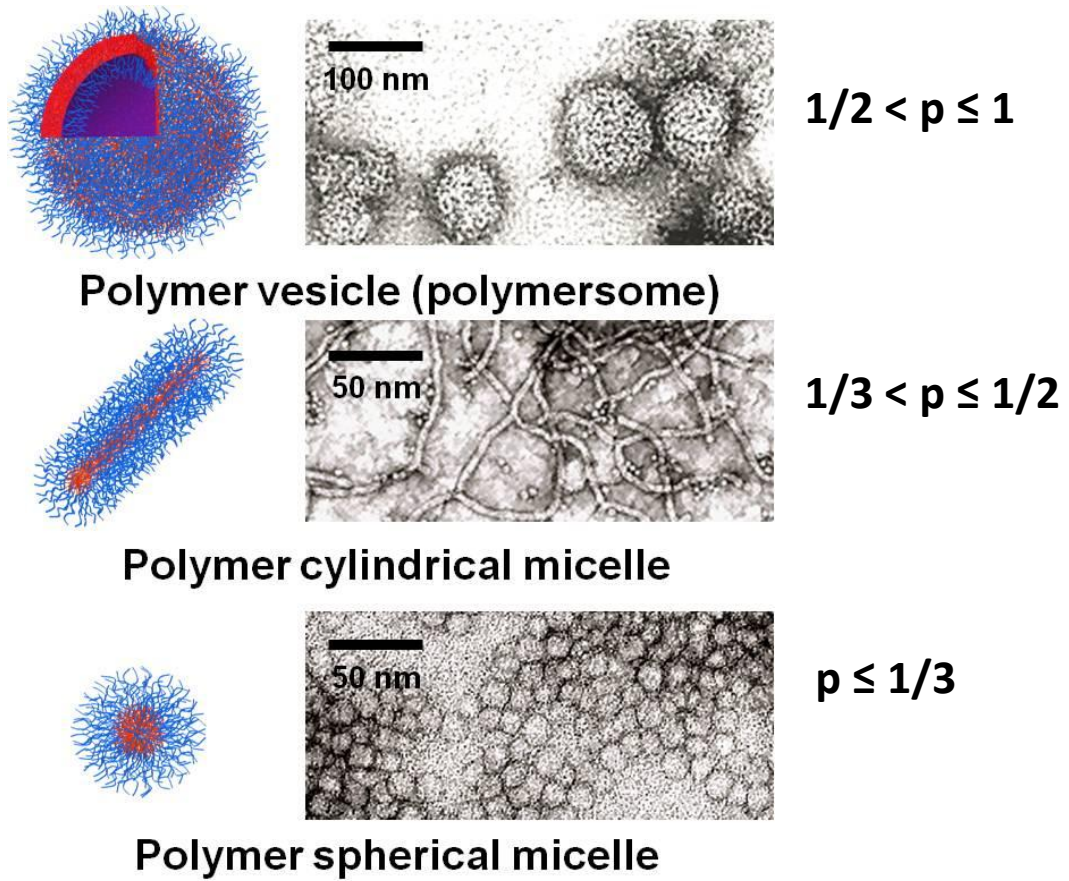 100 nm
1/2 < p ≤ 1
Polymer vesicle (polymersome)
50 nm
1/3 < p ≤ 1/2
Polymer cylindrical micelle
50 nm
p ≤ 1/3
Polymer spherical micelle